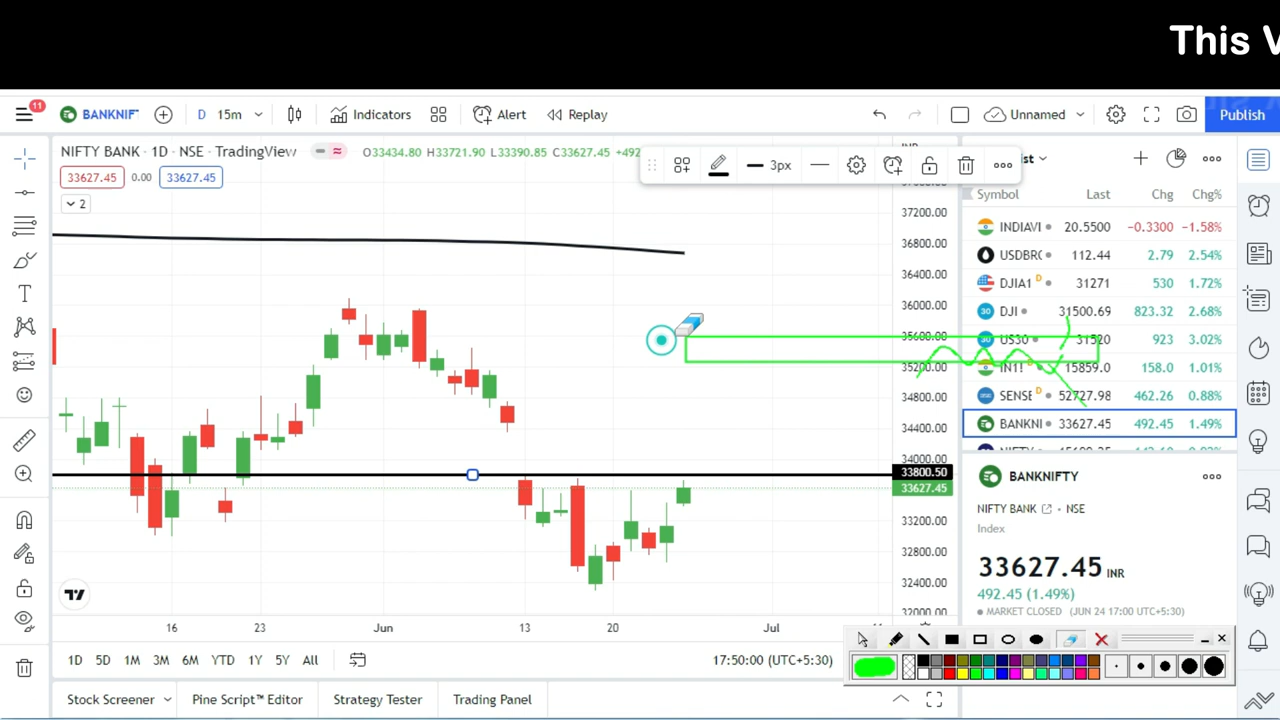 This V
11
BANKNIF
D 15m
Indicators
Alert
Replay
Unnamed
Publish
NIFTY BANK · 1D · NSE · TradingView
O33434.80 H33721.90 L33390.85 C33627.45 +492
3px
33627.45 0.00 33627.45
2
Symbol Last Chg Chg%
INDIAVI 20.5500 −0.3300 −1.58%
USDBRC 112.44 2.79 2.54%
DJIA1 D 31271 530 1.72%
DJI 31500.69 823.32 2.68%
US30 31520 923 3.02%
IN1! D 15859.0 158.0 1.01%
SENSE D 52727.98 462.26 0.88%
BANKNI 33627.45 492.45 1.49%
37200.00
36800.00
36400.00
36000.00
35600.00
35200.00
34800.00
34400.00
34000.00
33800.50
33627.45
33200.00
32800.00
32400.00
32000.00
BANKNIFTY
NIFTY BANK · NSE
Index
33627.45 INR
492.45 (1.49%)
MARKET CLOSED (JUN 24 17:00 UTC+5:30)
16 23 Jun 13 20 Jul
1D 5D 1M 3M 6M YTD 1Y All
17:50:00 (UTC+5:30)
Stock Screener Pine Script™ Editor Strategy Tester Trading Panel